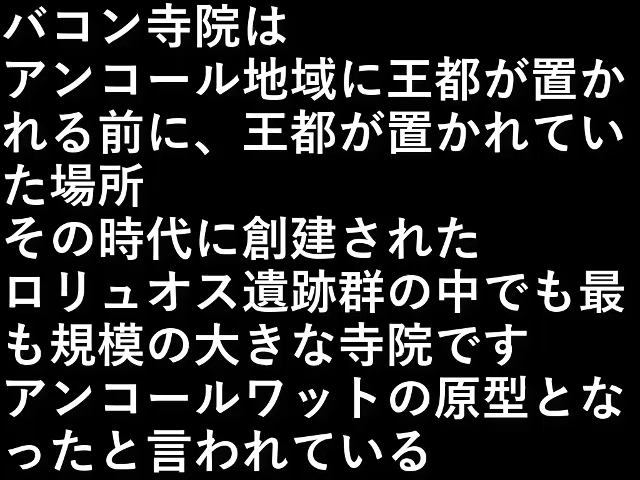 バコン寺院は
アンコール地域に王都が置か
れる前に、王都が置かれてい
た場所
その時代に創建された
ロリュオス遺跡群の中でも最
も規模の大きな寺院です
アンコールワットの原型とな
ったと言われている